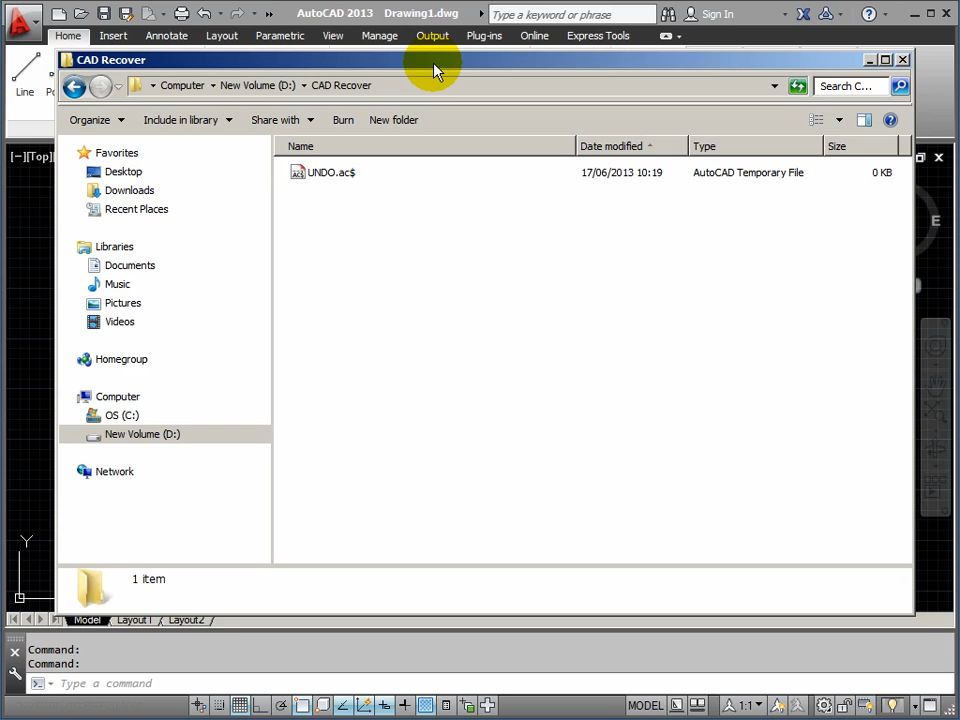 AutoCAD 2013 Drawing1.dwg
Type a keyword or phrase
Sign In
Home Insert Annotate Layout Parametric View Manage Output Plug-ins Online Express Tools
Line
CAD Recover
Computer New Volume (D:) CAD Recover
Search C...
Organize Include in library Share with Burn New folder
Name Date modified Type Size
UNDO.ac$ 17/06/2013 10:19 AutoCAD Temporary File 0 KB
Favorites
Desktop
Downloads
Recent Places
Libraries
Documents
Music
Pictures
Videos
Homegroup
Computer
OS (C:)
New Volume (D:)
Network
[−][Top]
E
Y
1 item
Model Layout1 Layout2
Command:
Command:
Type a command
MODEL 1:1